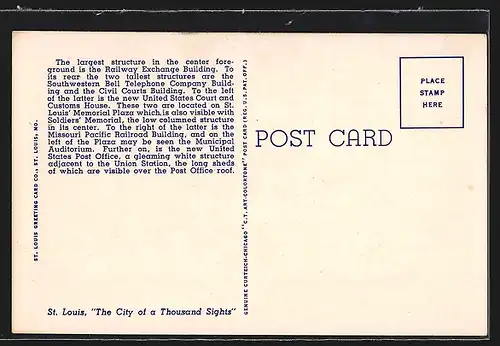 The largest structure in the center fore-
ground is the Railway Exchange Building. To
its rear the two tallest structures are the
Southwestern Bell Telephone Company Build-
ing and the Civil Courts Building. To the left
of the latter is the new United States Court and
Customs House. These two are located on St.
Louis' Memorial Plaza which is also visible with
Soldiers' Memorial, the low columned structure
in its center. To the right of the latter is the
Missouri Pacific Railroad Building, and on the
left of the Plaza may be seen the Municipal
Auditorium. Further on, is the new United
States Post Office, a gleaming white structure
adjacent to the Union Station, the long sheds
of which are visible over the Post Office roof.
ST. LOUIS GREETING CARD CO., ST. LOUIS, MO.
St. Louis, "The City of a Thousand Sights"
GENUINE CURTEICH-CHICAGO "C.T. ART-COLORTONE" POST CARD (REG. U.S. PAT. OFF.)
POST CARD
PLACE
STAMP
HERE